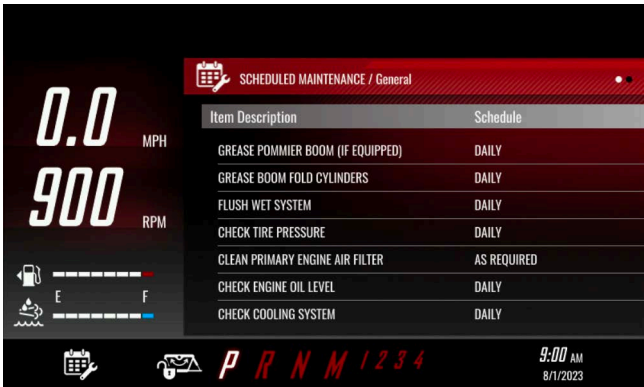 SCHEDULED MAINTENANCE / General
0.0 MPH
900 RPM
E F
Item Description Schedule
GREASE POMMIER BOOM (IF EQUIPPED) DAILY
GREASE BOOM FOLD CYLINDERS DAILY
FLUSH WET SYSTEM DAILY
CHECK TIRE PRESSURE DAILY
CLEAN PRIMARY ENGINE AIR FILTER AS REQUIRED
CHECK ENGINE OIL LEVEL DAILY
CHECK COOLING SYSTEM DAILY
P R N M 1 2 3 4
9:00 AM
8/1/2023